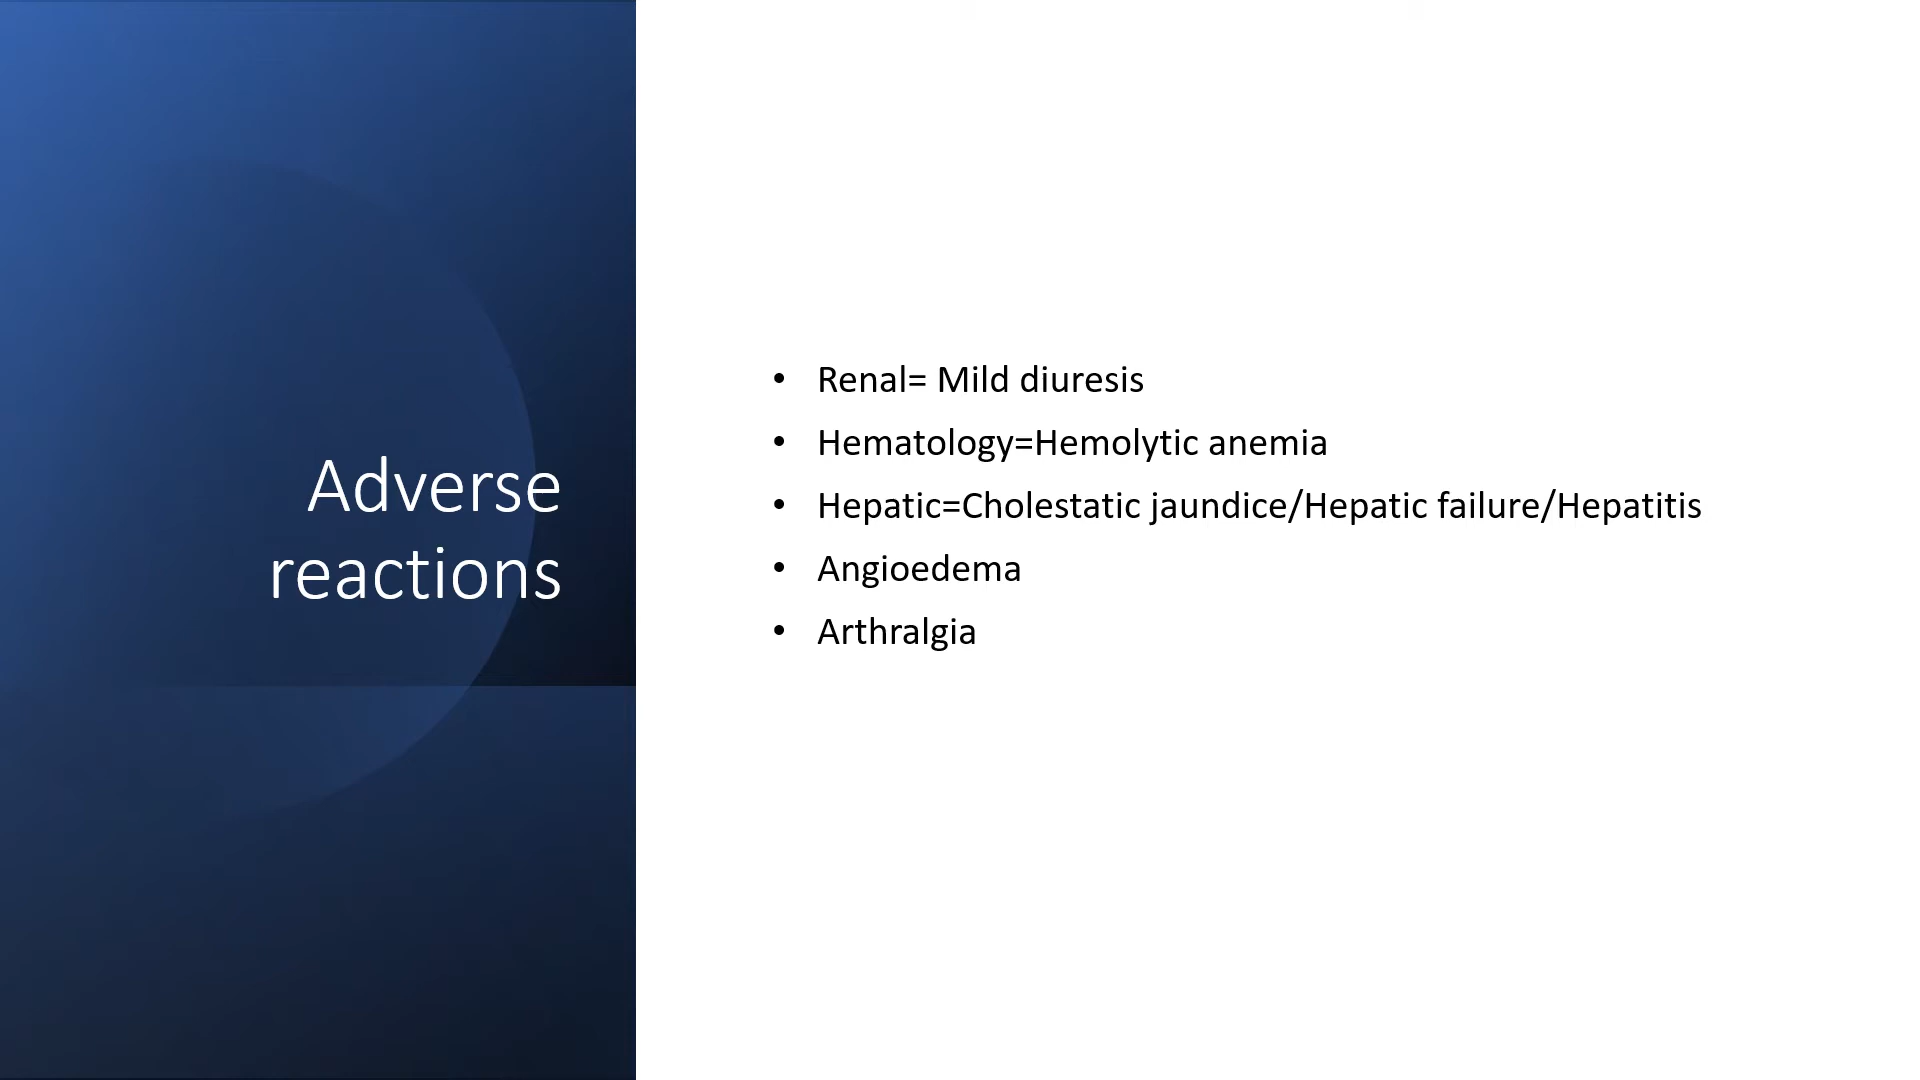 Adverse
reactions
• Renal= Mild diuresis
• Hematology=Hemolytic anemia
• Hepatic=Cholestatic jaundice/Hepatic failure/Hepatitis
• Angioedema
• Arthralgia